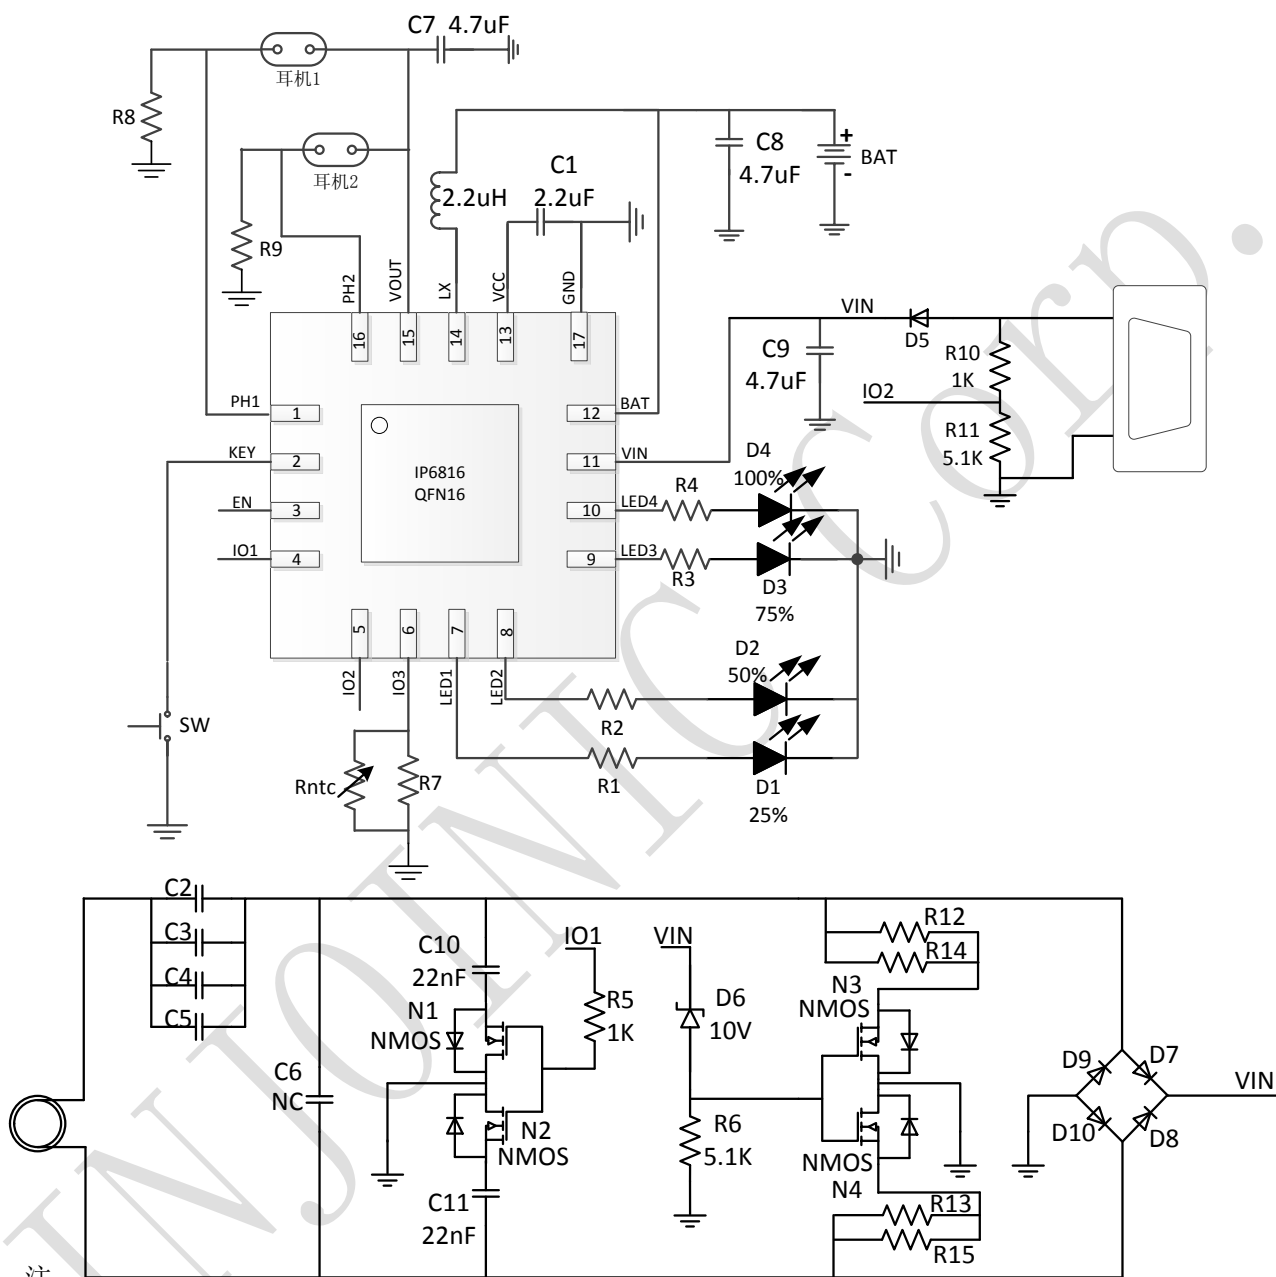 C7 4.7uF
耳机1
R8
耳机2
R9
2.2uH
C1
2.2uF
C8
4.7uF
+
BAT
-
PH2
VOUT
LX
VCC
GND
16
15
14
13
17
PH1
1
KEY
2
EN
3
IO1
4
IP6816
QFN16
12
BAT
11
VIN
10
LED4
9
LED3
5
6
7
8
IO2
IO3
LED1
LED2
VIN
D5
C9
4.7uF
R10
1K
IO2
R11
5.1K
D4
100%
R4
R3
D3
75%
D2
50%
R2
R1
D1
25%
SW
Rntc
R7
C2
C3
C4
C5
C6
NC
C10
22nF
N1
NMOS
IO1
R5
1K
N2
NMOS
C11
22nF
VIN
D6
10V
R6
5.1K
R12
R14
N3
NMOS
NMOS
N4
R13
R15
D9
D7
D10
D8
VIN
INJOINIC Corp.
注